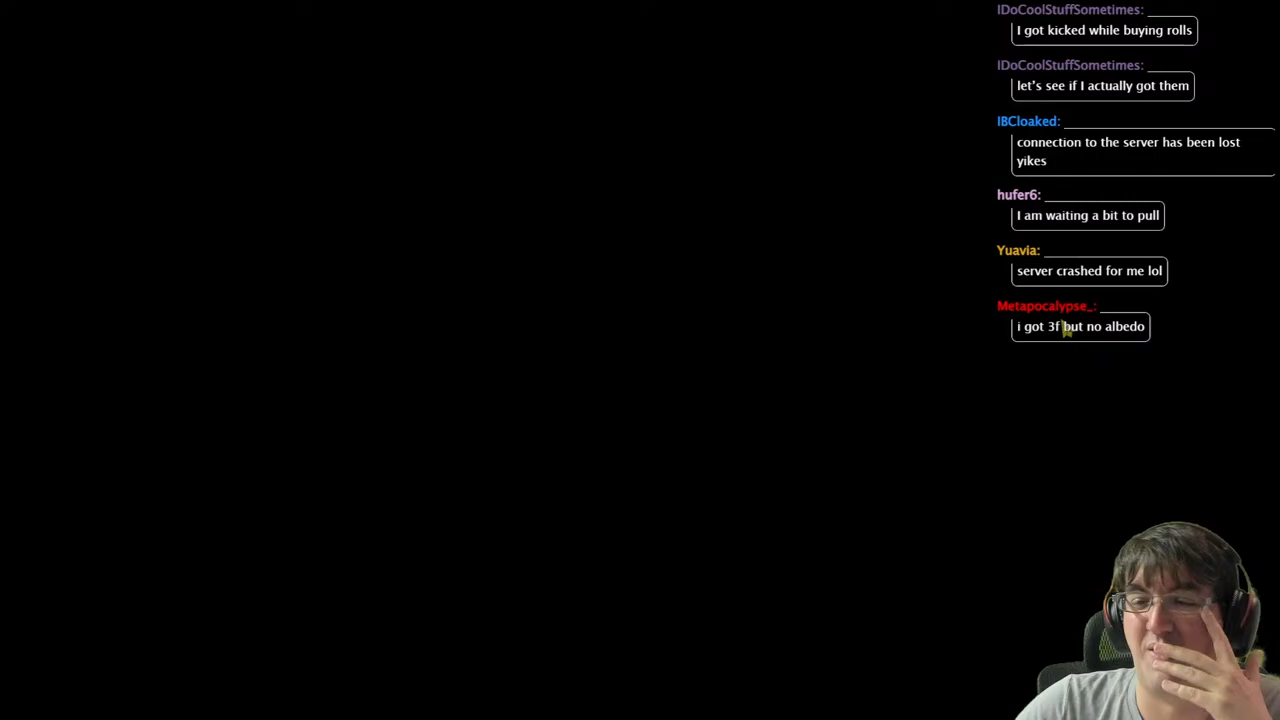 IDoCoolStuffSometimes:
I got kicked while buying rolls
IDoCoolStuffSometimes:
let's see if I actually got them
IBCloaked:
connection to the server has been lost
yikes
hufer6:
I am waiting a bit to pull
Yuavia:
server crashed for me lol
Metapocalypse_:
i got 3f but no albedo